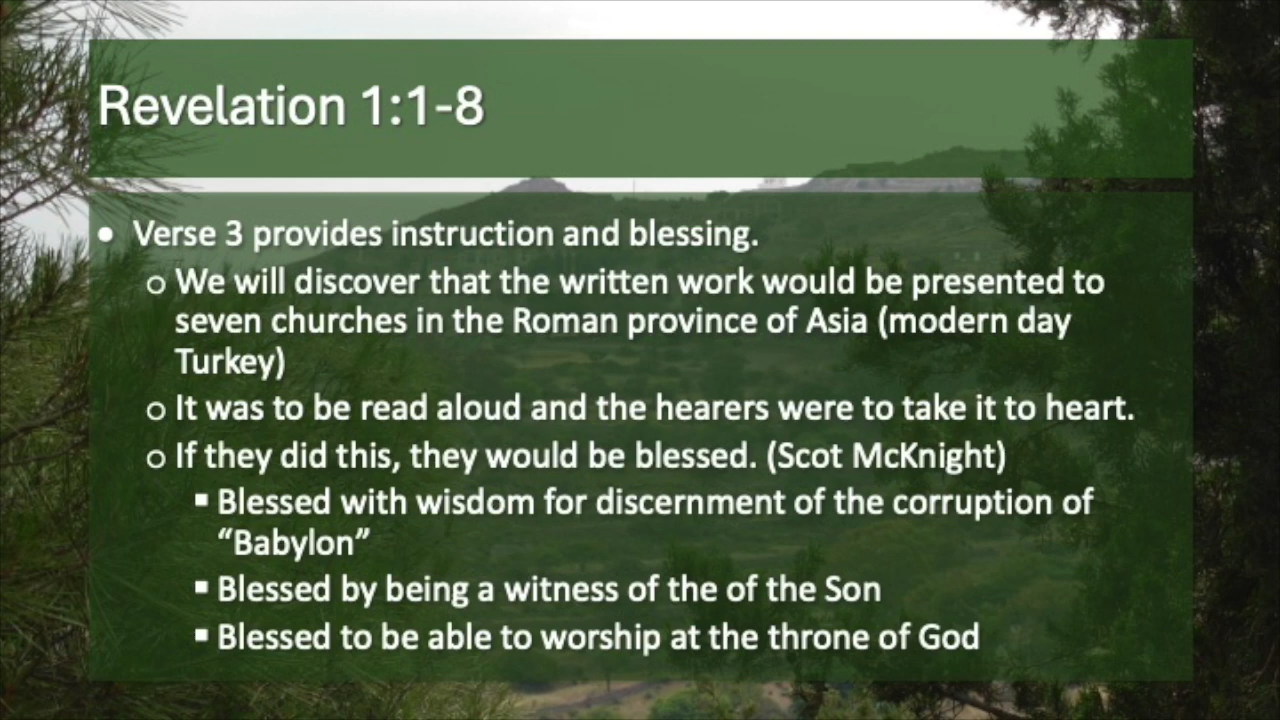 Revelation 1:1-8
• Verse 3 provides instruction and blessing.
o We will discover that the written work would be presented to
seven churches in the Roman province of Asia (modern day
Turkey)
o It was to be read aloud and the hearers were to take it to heart.
o If they did this, they would be blessed. (Scot McKnight)
▪ Blessed with wisdom for discernment of the corruption of
“Babylon”
▪ Blessed by being a witness of the of the Son
▪ Blessed to be able to worship at the throne of God